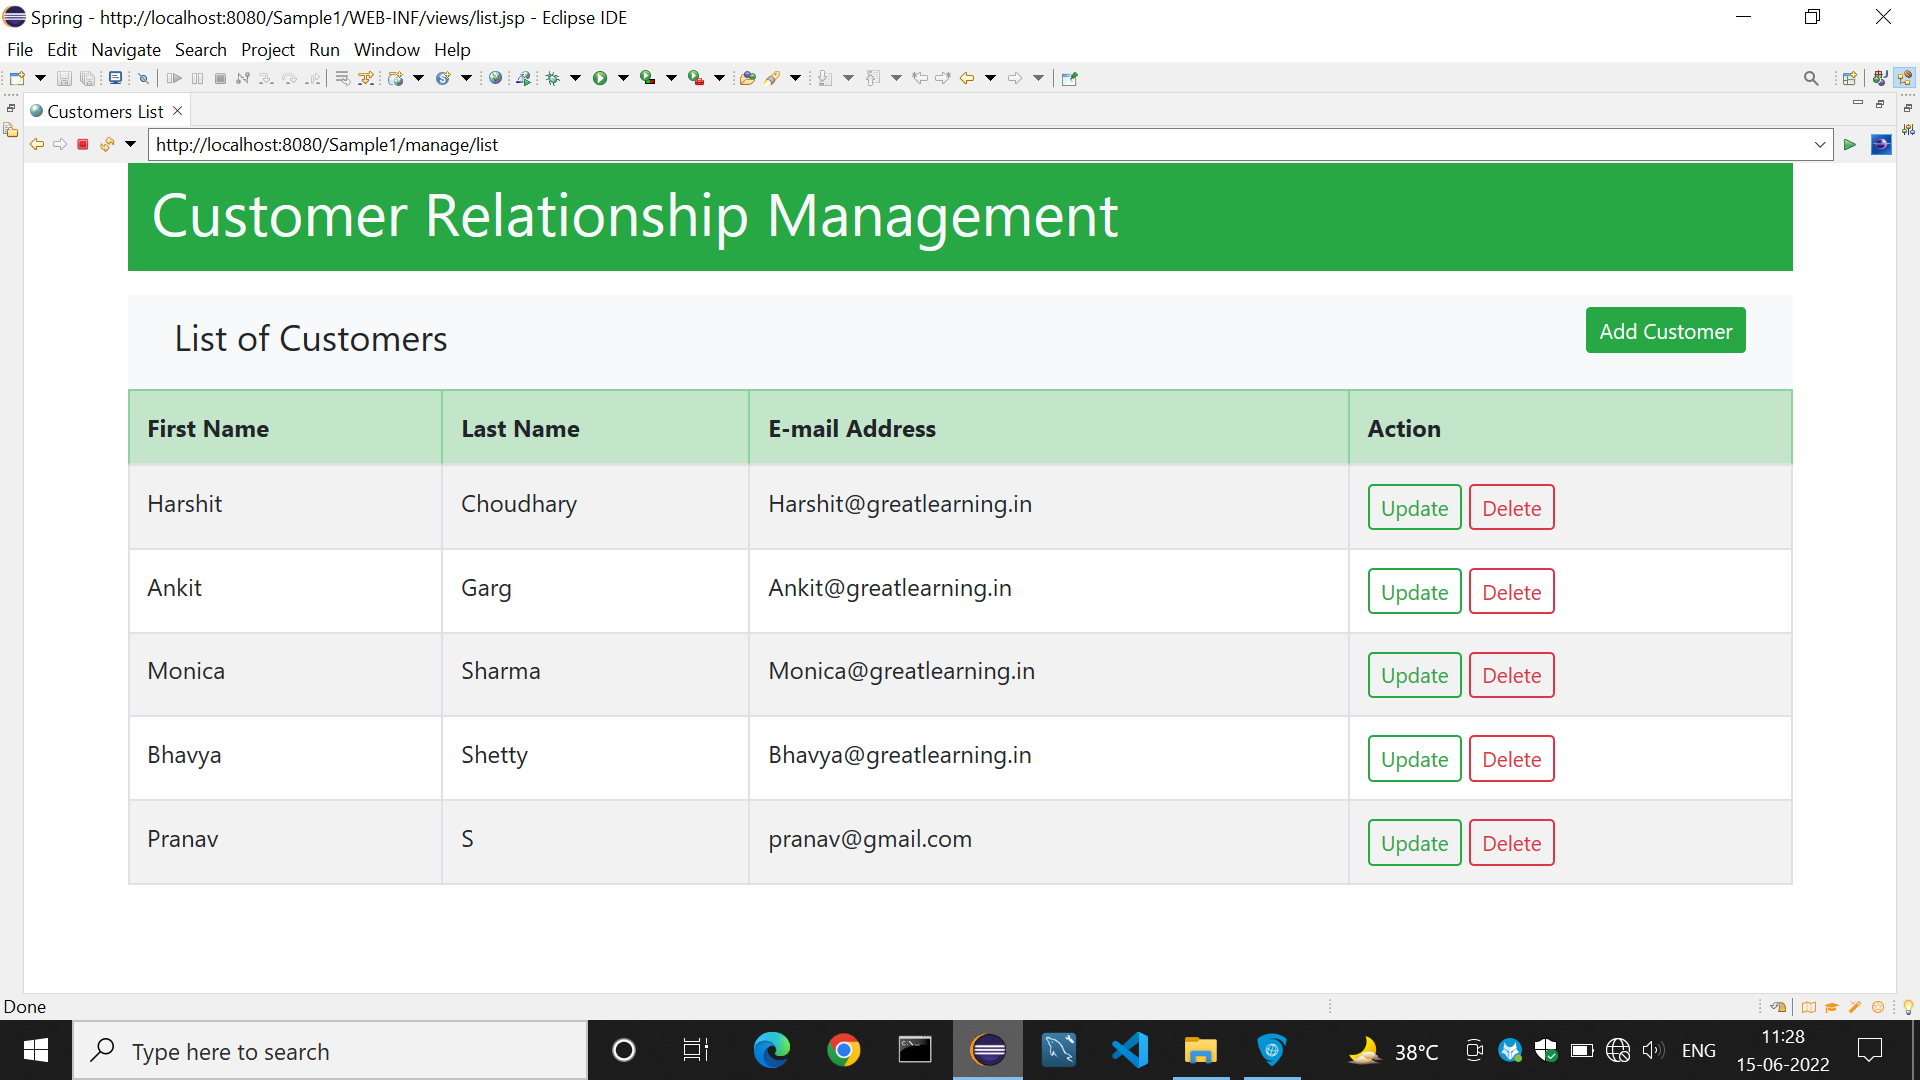 Spring - http://localhost:8080/Sample1/WEB-INF/views/list.jsp - Eclipse IDE
File Edit Navigate Search Project Run Window Help
Customers List
http://localhost:8080/Sample1/manage/list
Customer Relationship Management
List of Customers Add Customer
First Name Last Name E-mail Address Action
Harshit Choudhary Harshit@greatlearning.in Update Delete
Ankit Garg Ankit@greatlearning.in Update Delete
Monica Sharma Monica@greatlearning.in Update Delete
Bhavya Shetty Bhavya@greatlearning.in Update Delete
Pranav S pranav@gmail.com Update Delete
Done
Type here to search 38°C ENG 11:28
15-06-2022